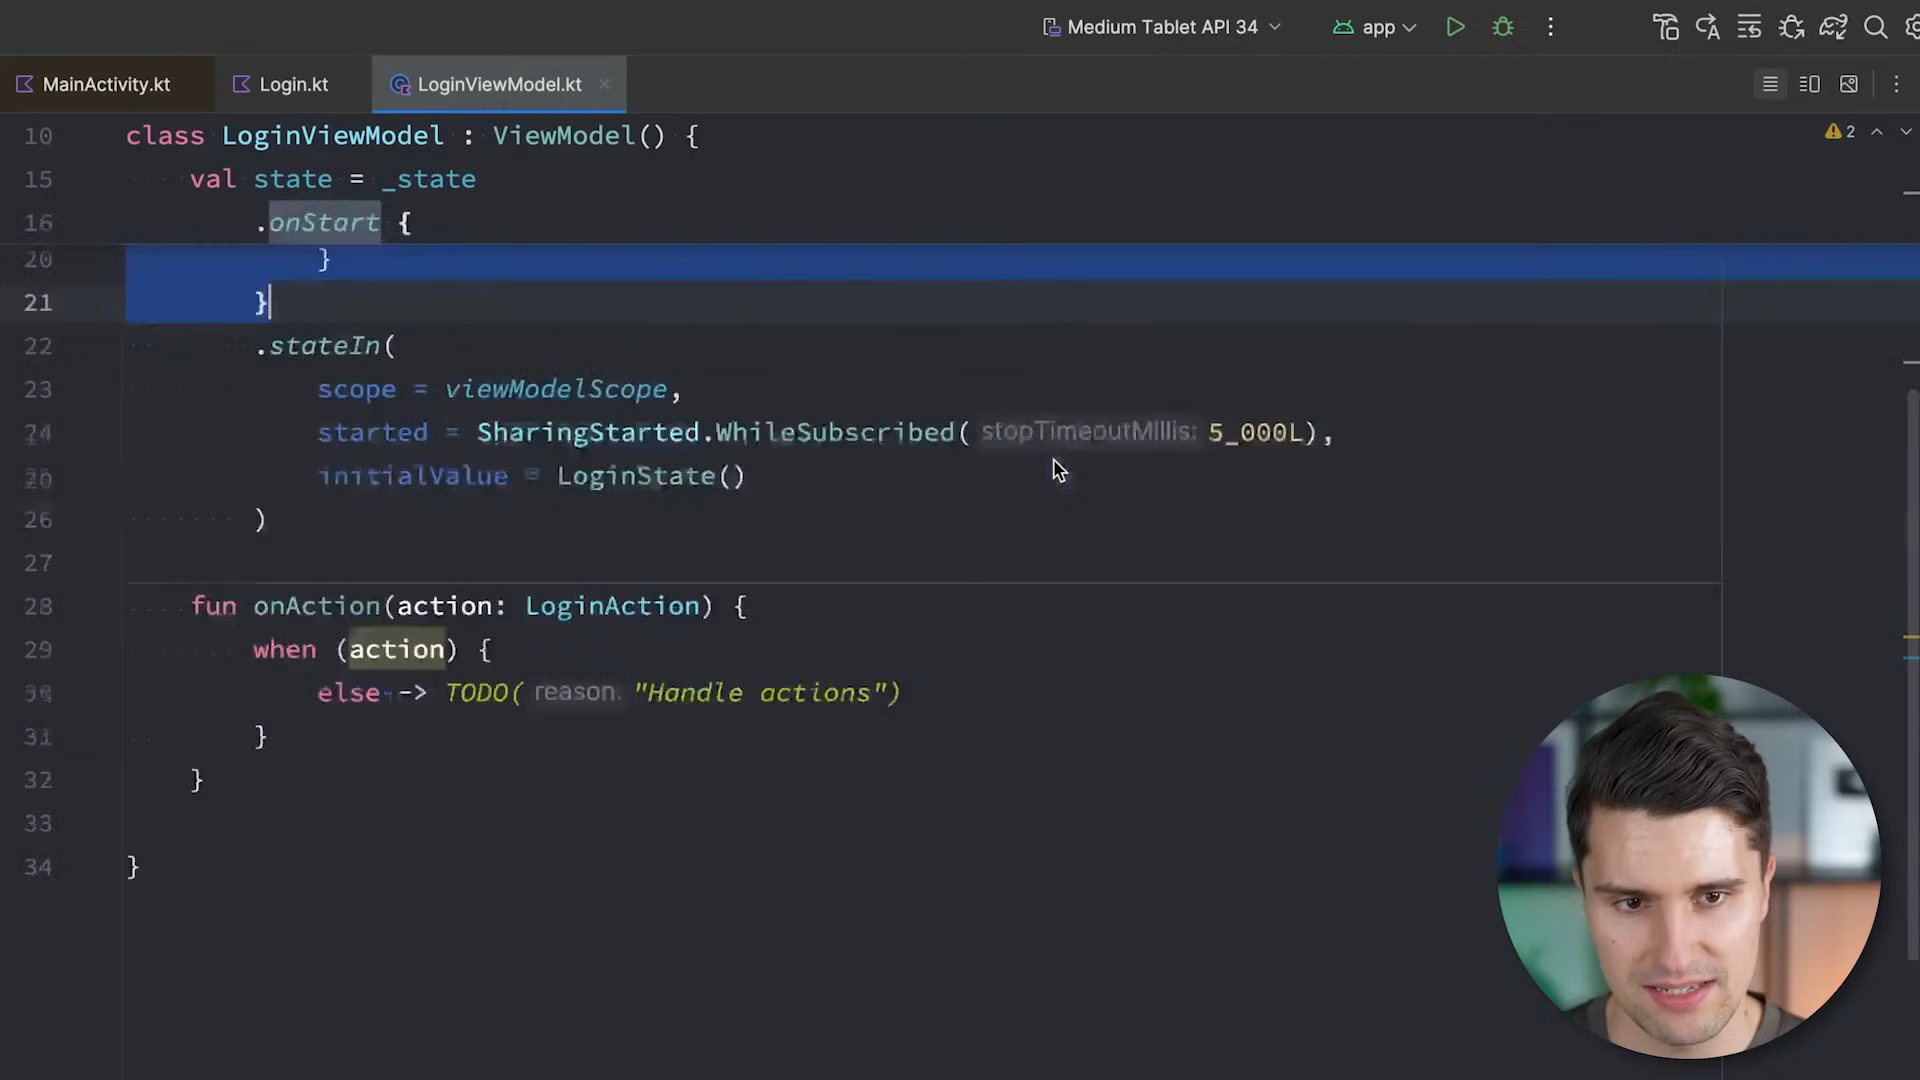 Medium Tablet API 34
app
MainActivity.kt
Login.kt
LoginViewModel.kt
2
10 class LoginViewModel : ViewModel() {
15 val state = _state
16 .onStart {
20 }
21 }
22 .stateIn(
23 scope = viewModelScope,
24 started = SharingStarted.WhileSubscribed( stopTimeoutMillis: 5_000L),
25 initialValue = LoginState()
26 )
27
28 fun onAction(action: LoginAction) {
29 when (action) {
30 else -> TODO( reason: "Handle actions")
31 }
32 }
33
34 }